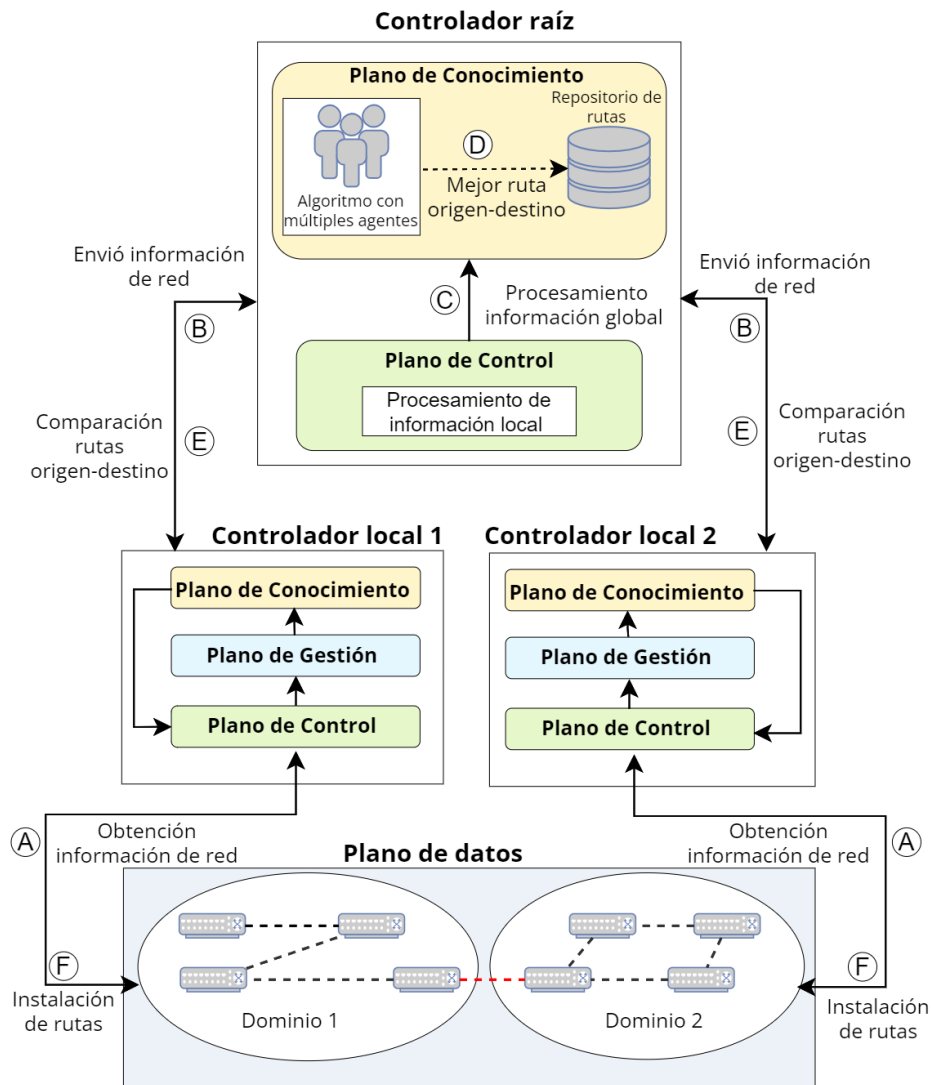 Controlador raíz
Plano de Conocimiento
Repositorio de
rutas
D
Mejor ruta
origen-destino
Algoritmo con
múltiples agentes
Envió información
de red
B
C
Procesamiento
información global
Envió información
de red
B
Plano de Control
Procesamiento de
información local
Comparación
rutas
origen-destino
E
E
Comparación
rutas
origen-destino
Controlador local 1
Plano de Conocimiento
Plano de Gestión
Plano de Control
Controlador local 2
Plano de Conocimiento
Plano de Gestión
Plano de Control
A
Obtención
información de red
Obtención
información de red
A
Plano de datos
F
Instalación
de rutas
Dominio 1
Dominio 2
F
Instalación
de rutas